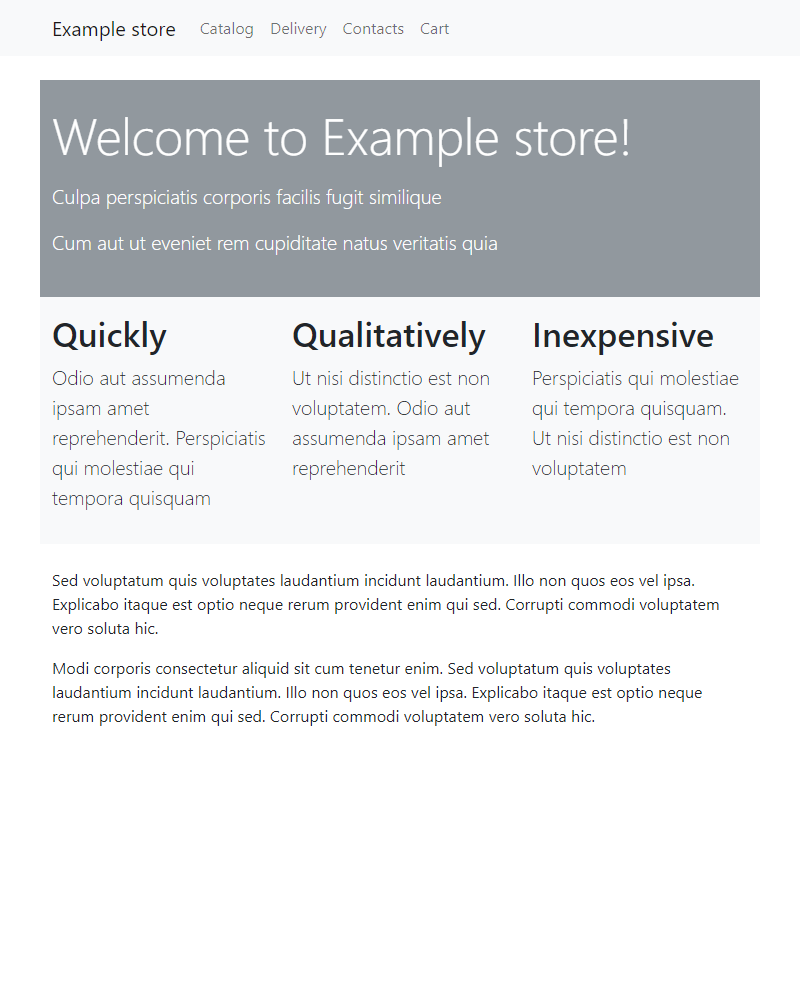 Example store Catalog Delivery Contacts Cart
Welcome to Example store!
Culpa perspiciatis corporis facilis fugit similique
Cum aut ut eveniet rem cupiditate natus veritatis quia
Quickly
Odio aut assumenda
ipsam amet
reprehenderit. Perspiciatis
qui molestiae qui
tempora quisquam
Qualitatively
Ut nisi distinctio est non
voluptatem. Odio aut
assumenda ipsam amet
reprehenderit
Inexpensive
Perspiciatis qui molestiae
qui tempora quisquam.
Ut nisi distinctio est non
voluptatem
Sed voluptatum quis voluptates laudantium incidunt laudantium. Illo non quos eos vel ipsa.
Explicabo itaque est optio neque rerum provident enim qui sed. Corrupti commodi voluptatem
vero soluta hic.
Modi corporis consectetur aliquid sit cum tenetur enim. Sed voluptatum quis voluptates
laudantium incidunt laudantium. Illo non quos eos vel ipsa. Explicabo itaque est optio neque
rerum provident enim qui sed. Corrupti commodi voluptatem vero soluta hic.